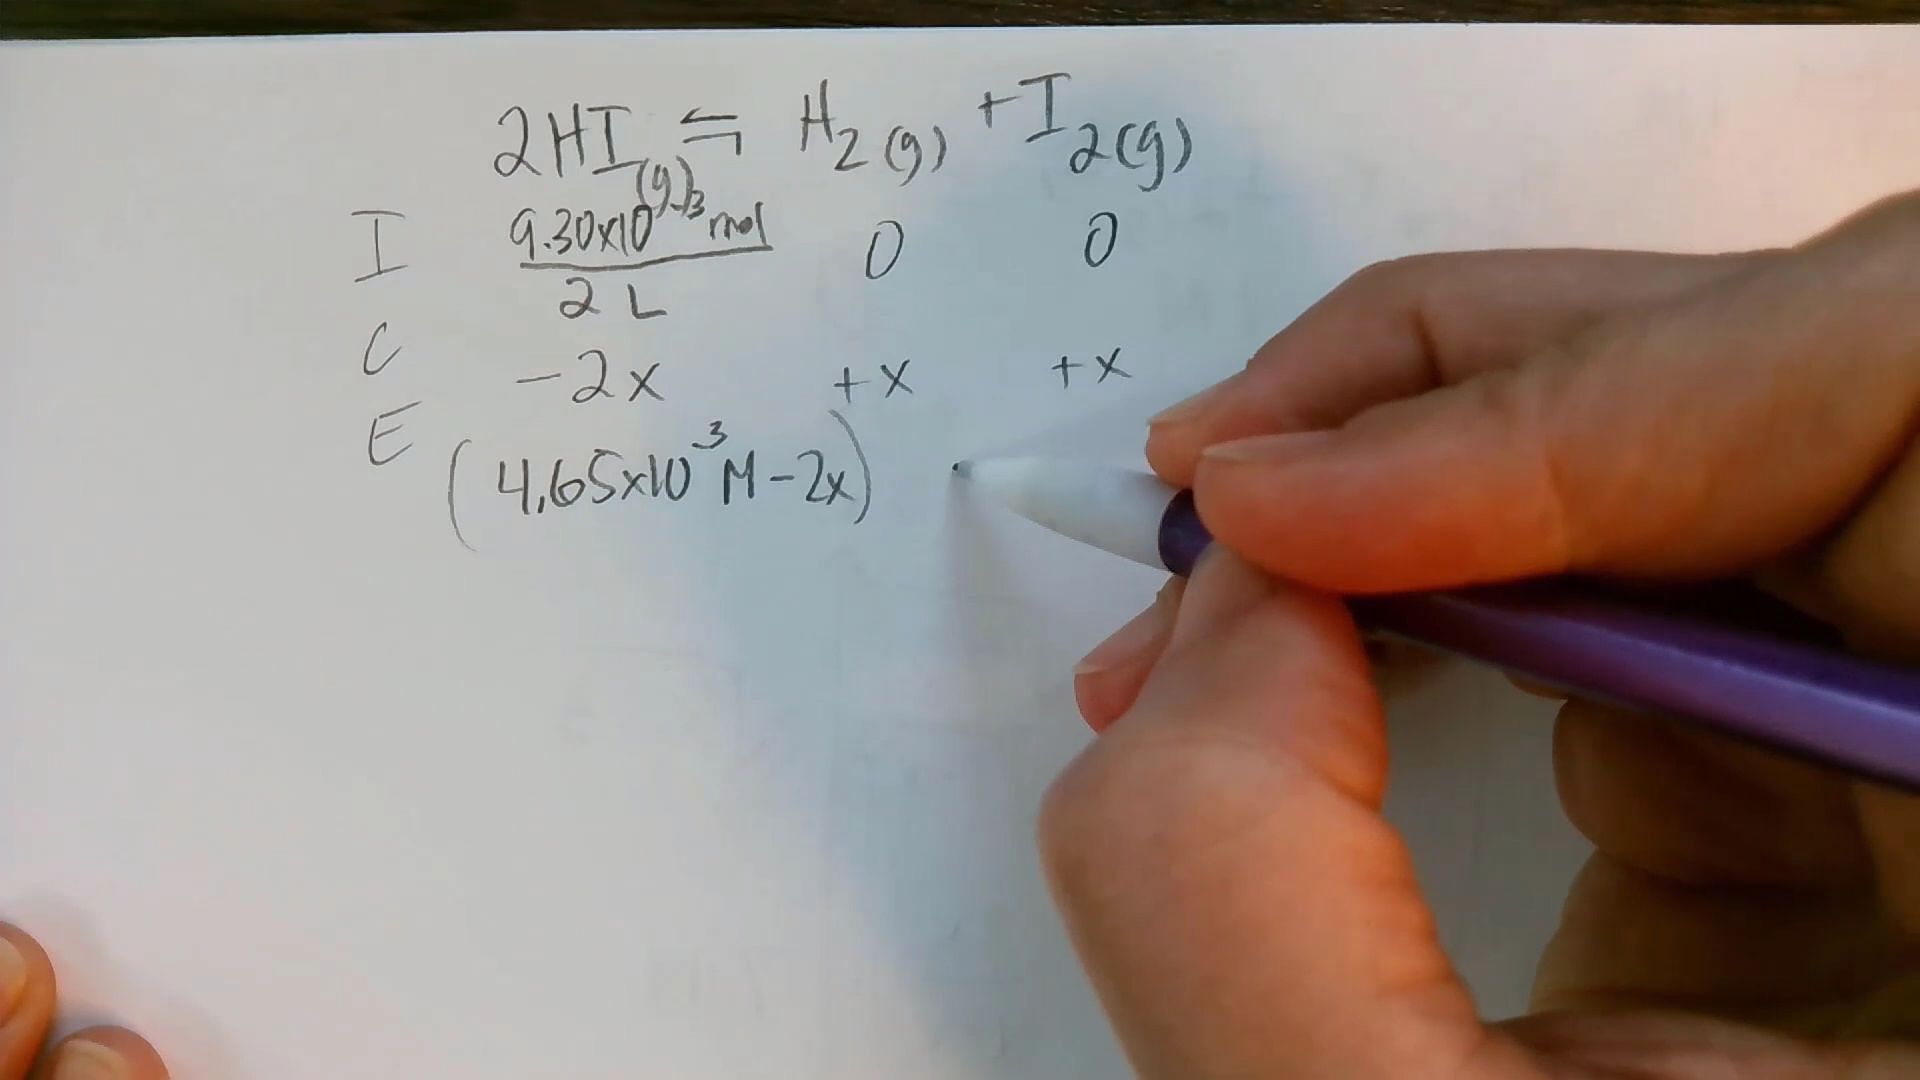 2HI(g) ⇌ H2(g) + I2(g)
I 9.30x10^-3 mol 0 0
2 L
C -2x +x +x
E (4.65x10^-3 M - 2x)